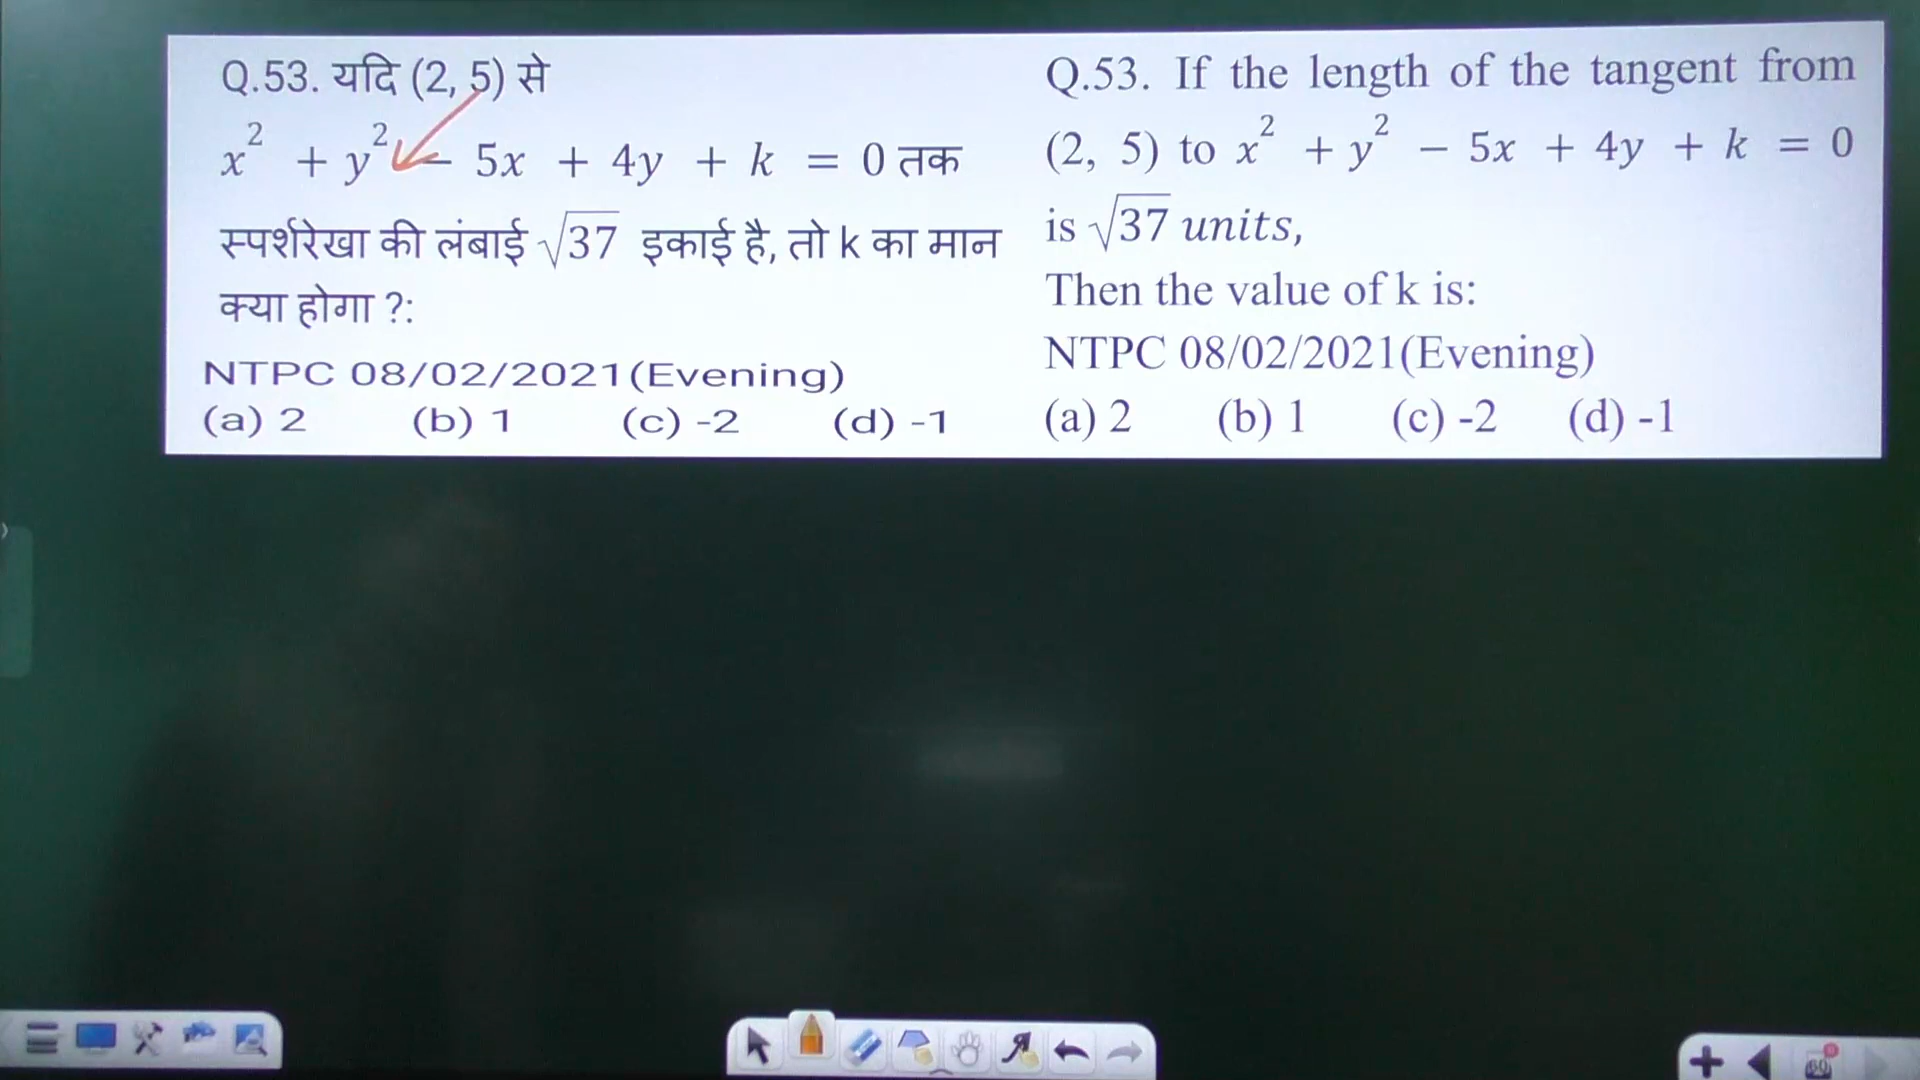 Q.53. यदि (2, 5) से
x² + y² − 5x + 4y + k = 0 तक
स्पर्शरेखा की लंबाई √37 इकाई है, तो k का मान
क्या होगा ?:
NTPC 08/02/2021(Evening)
(a) 2 (b) 1 (c) -2 (d) -1
Q.53. If the length of the tangent from
(2, 5) to x² + y² − 5x + 4y + k = 0
is √37 units,
Then the value of k is:
NTPC 08/02/2021(Evening)
(a) 2 (b) 1 (c) -2 (d) -1